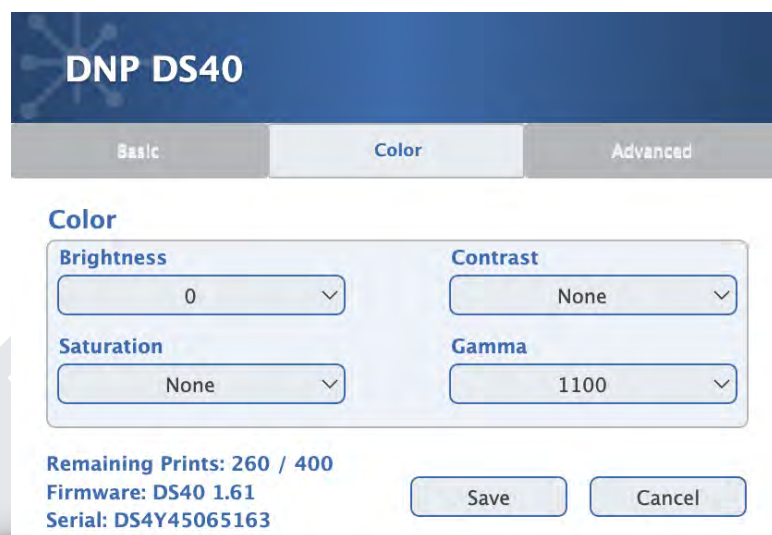 DNP DS40
Basic Color Advanced
Color
Brightness Contrast
0 None
Saturation Gamma
None 1100
Remaining Prints: 260 / 400
Firmware: DS40 1.61
Save Cancel
Serial: DS4Y45065163